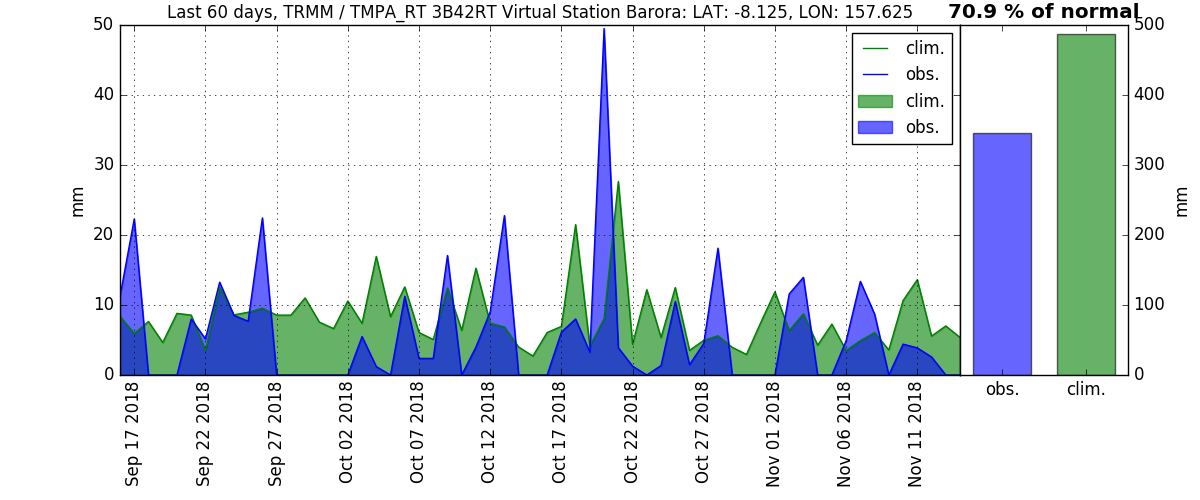 Last 60 days, TRMM / TMPA_RT 3B42RT Virtual Station Barora: LAT: -8.125, LON: 157.625
70.9 % of normal
50
40
30
20
10
0
mm
clim.
obs.
clim.
obs.
500
400
300
200
100
0
mm
obs.
clim.
Sep 17 2018
Sep 22 2018
Sep 27 2018
Oct 02 2018
Oct 07 2018
Oct 12 2018
Oct 17 2018
Oct 22 2018
Oct 27 2018
Nov 01 2018
Nov 06 2018
Nov 11 2018